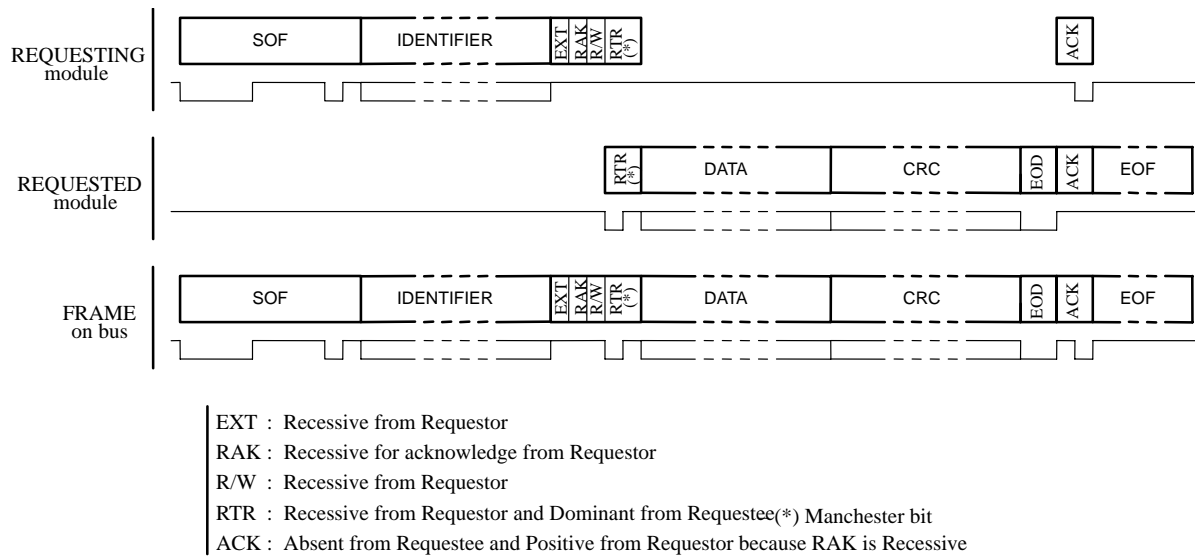 REQUESTING
module
SOF
IDENTIFIER
EXT
RAK
R/W
RTR
(*)
ACK
REQUESTED
module
RTR
(*)
DATA
CRC
EOD
ACK
EOF
FRAME
on bus
SOF
IDENTIFIER
EXT
RAK
R/W
RTR
(*)
DATA
CRC
EOD
ACK
EOF
EXT : Recessive from Requestor
RAK : Recessive for acknowledge from Requestor
R/W : Recessive from Requestor
RTR : Recessive from Requestor and Dominant from Requestee (*) Manchester bit
ACK : Absent from Requestee and Positive from Requestor because RAK is Recessive